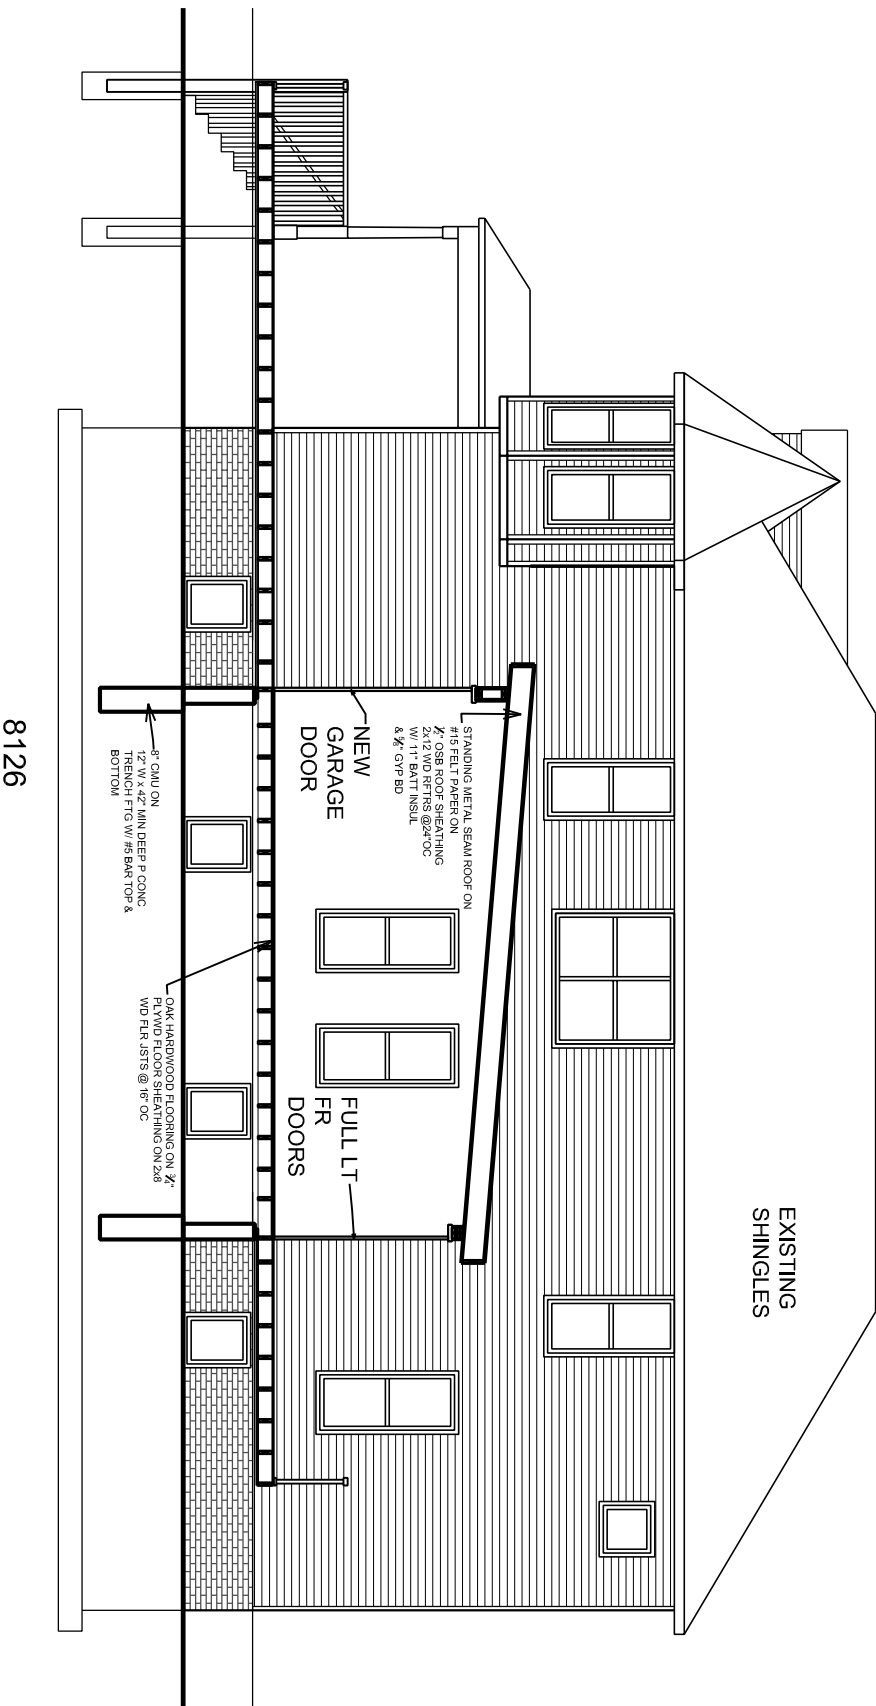 EXISTING
SHINGLES
STANDING METAL SEAM ROOF ON
#15 FELT PAPER ON
½" OSB ROOF SHEATHING
2x12 WD RFTRS @24"OC
W/ 11" BATT INSUL
& ⅝" GYP BD
NEW
GARAGE
DOOR
FULL LT
FR
DOORS
OAK HARDWOOD FLOORING ON ¾"
PLYWD FLOOR SHEATHING ON 2x8
WD FLR JSTS @ 16" OC
8" CMU ON
12" W x 42" MIN DEEP P CONC
TRENCH FTG W/ #5 BAR TOP &
BOTTOM
8126